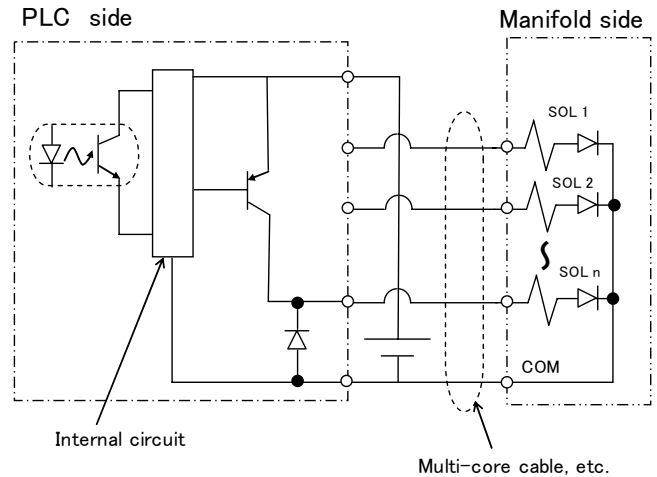 PLC side
Manifold side
SOL 1
SOL 2
SOL n
COM
Internal circuit
Multi-core cable, etc.